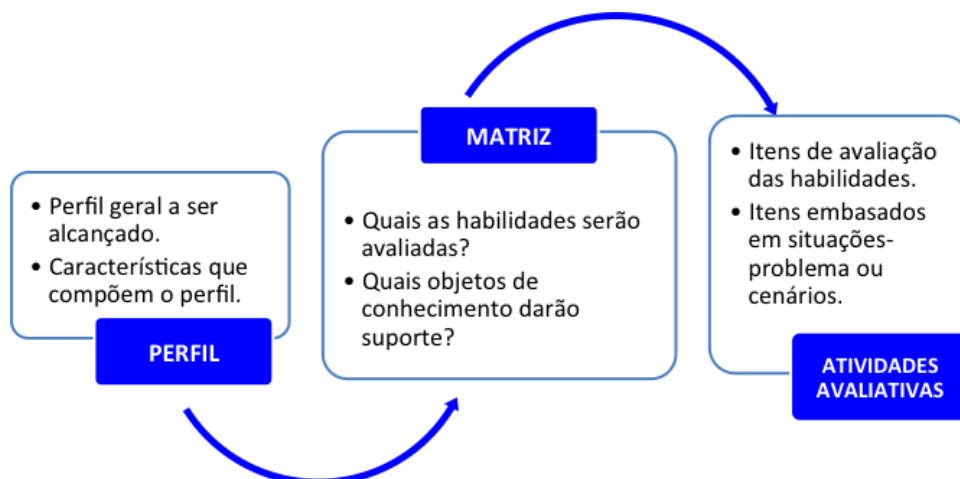 • Perfil geral a ser
alcançado.
• Características que
compõem o perfil.
PERFIL
MATRIZ
• Quais as habilidades serão
avaliadas?
• Quais objetos de
conhecimento darão
suporte?
• Itens de avaliação
das habilidades.
• Itens embasados
em situações-
problema ou
cenários.
ATIVIDADES
AVALIATIVAS